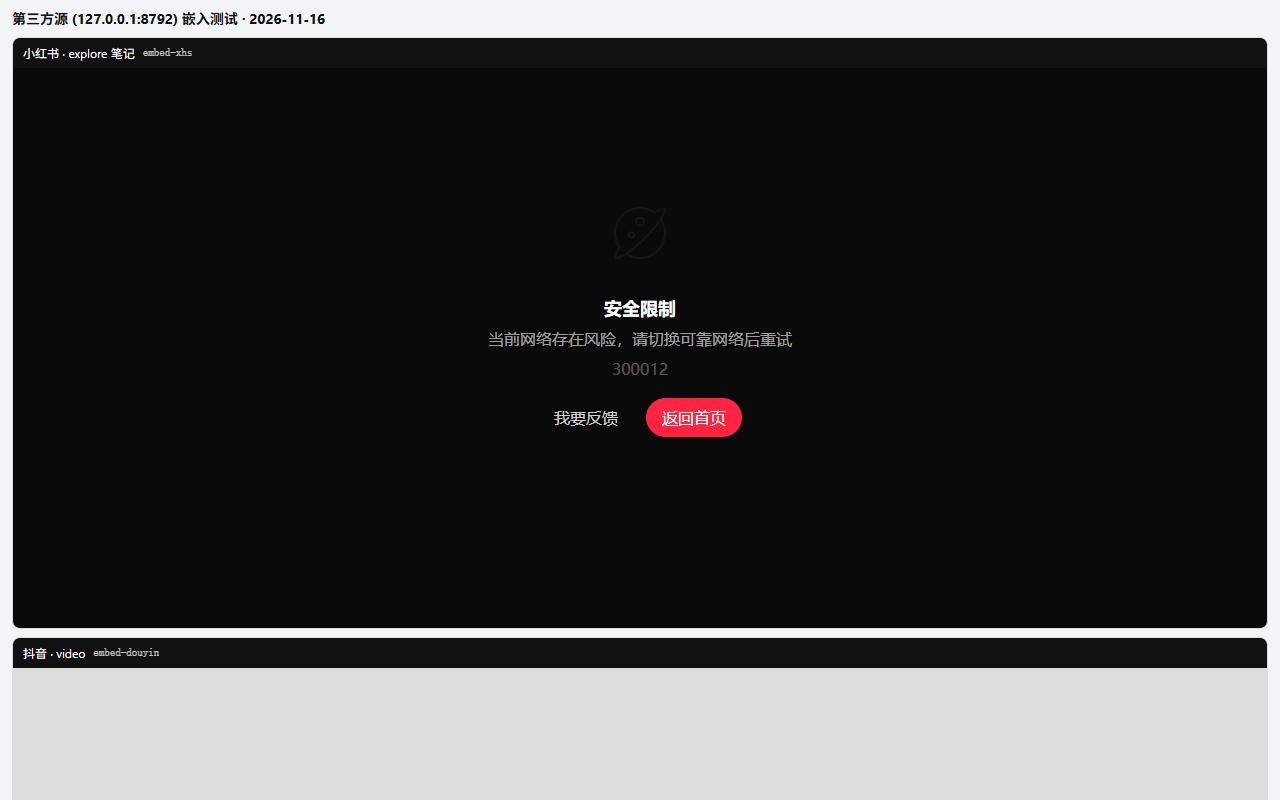 第三方源 (127.0.0.1:8792) 嵌入测试 · 2026-11-16
小红书 · explore 笔记 embed-xhs
安全限制
当前网络存在风险，请切换可靠网络后重试
300012
我要反馈 返回首页
抖音 · video embed-douyin